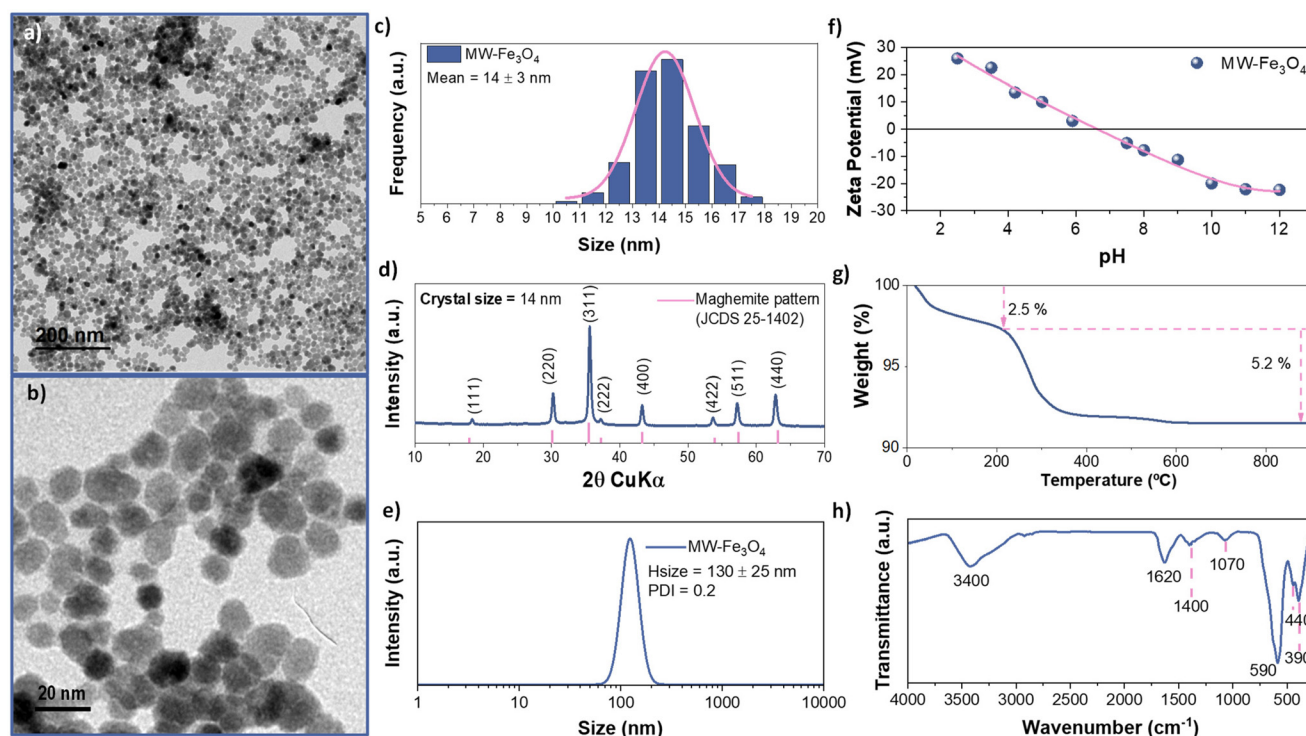 a)
200 nm
b)
20 nm
c)
MW-Fe₃O₄
Mean = 14 ± 3 nm
Frequency (a.u.)
5 6 7 8 9 10 11 12 13 14 15 16 17 18 19 20
Size (nm)
d)
Crystal size = 14 nm
Maghemite pattern
(JCDS 25-1402)
(111)
(220)
(311)
(222)
(400)
(422)
(511)
(440)
Intensity (a.u.)
10 20 30 40 50 60 70
2θ CuKα
e)
MW-Fe₃O₄
Hsize = 130 ± 25 nm
PDI = 0.2
Intensity (a.u.)
1 10 100 1000 10000
Size (nm)
f)
MW-Fe₃O₄
Zeta Potential (mV)
30
20
10
0
-10
-20
-30
2 4 6 8 10 12
pH
g)
100
95
90
Weight (%)
2.5 %
5.2 %
0 200 400 600 800
Temperature (ºC)
h)
Transmittance (a.u.)
3400
1620
1400
1070
590
440
390
4000 3500 3000 2500 2000 1500 1000 500
Wavenumber (cm⁻¹)